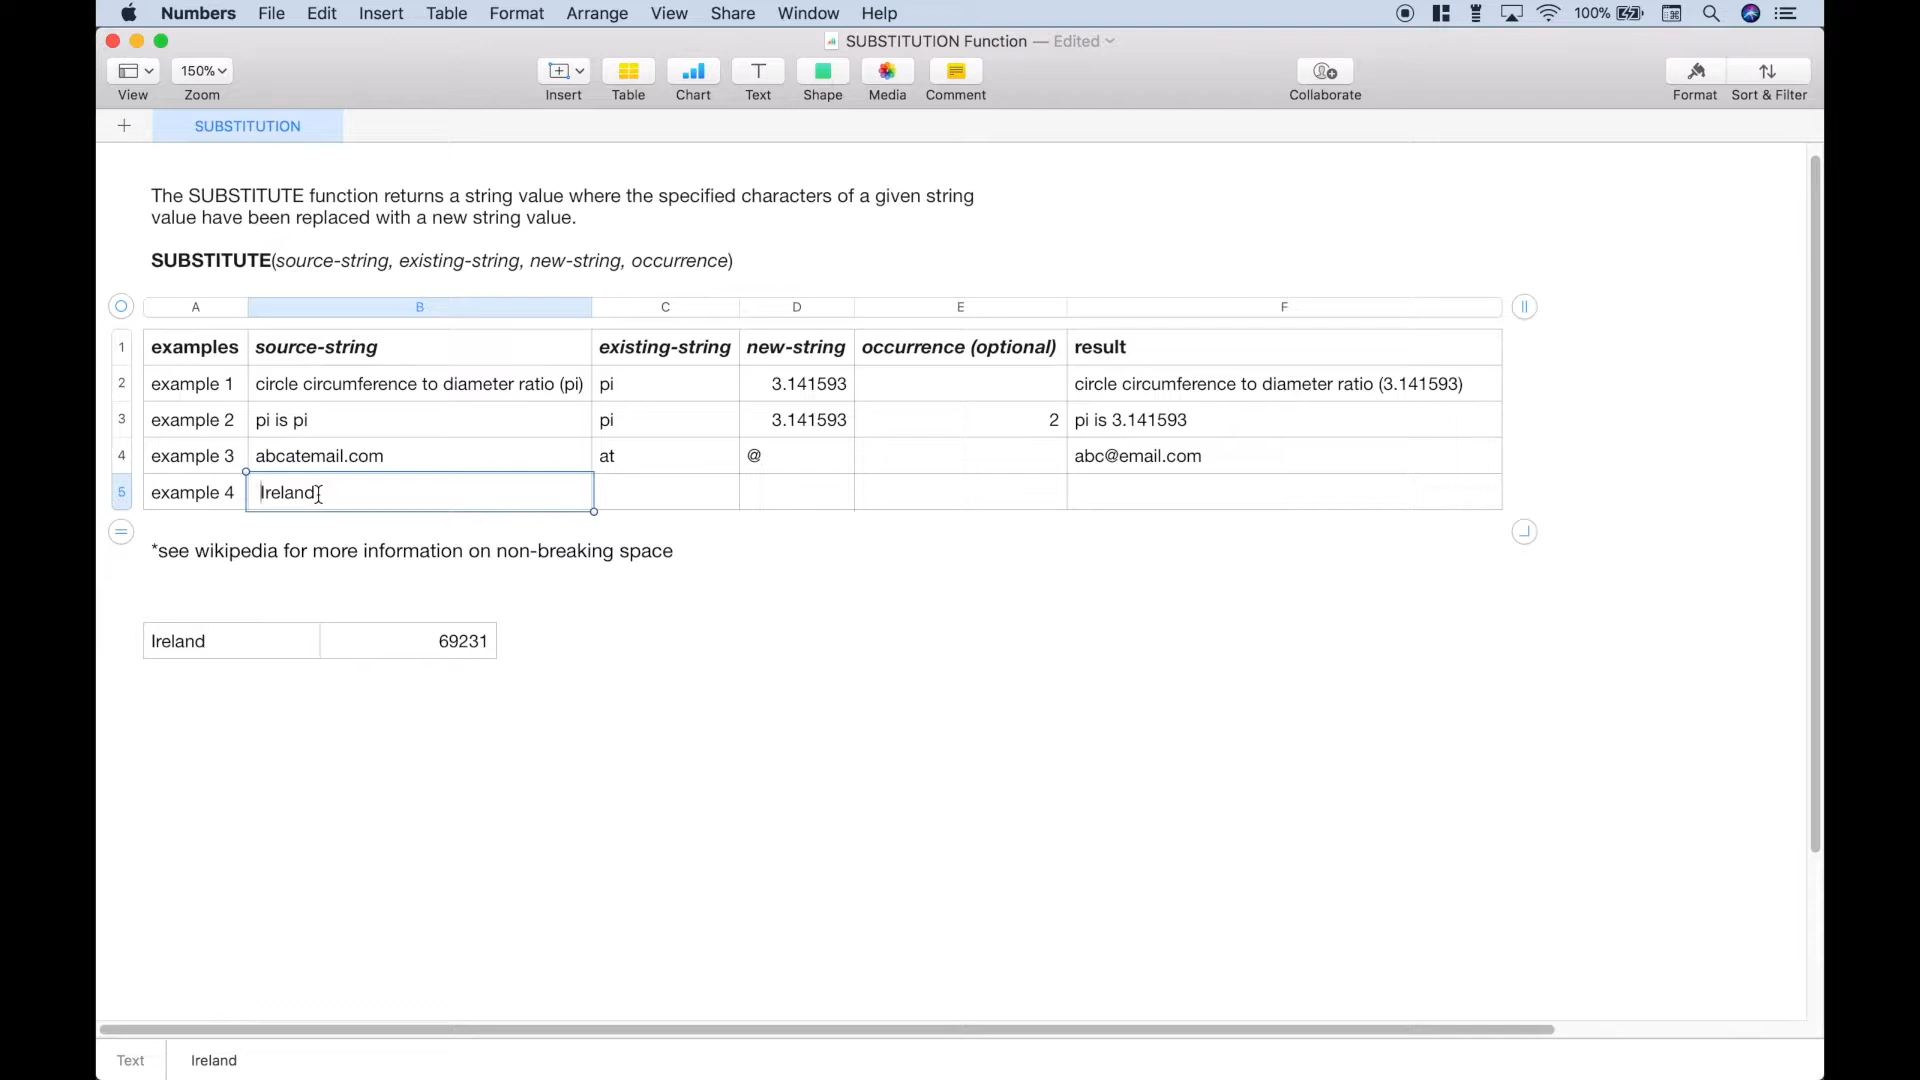 Numbers File Edit Insert Table Format Arrange View Share Window Help 100%
SUBSTITUTION Function — Edited
150%
View Zoom Insert Table Chart Text Shape Media Comment Collaborate Format Sort & Filter
SUBSTITUTION
The SUBSTITUTE function returns a string value where the specified characters of a given string
value have been replaced with a new string value.
SUBSTITUTE(source-string, existing-string, new-string, occurrence)
A B C D E F
1 examples source-string existing-string new-string occurrence (optional) result
2 example 1 circle circumference to diameter ratio (pi) pi 3.141593 circle circumference to diameter ratio (3.141593)
3 example 2 pi is pi pi 3.141593 2 pi is 3.141593
4 example 3 abcatemail.com at @ abc@email.com
5 example 4 Ireland
*see wikipedia for more information on non-breaking space
Ireland 69231
Text Ireland